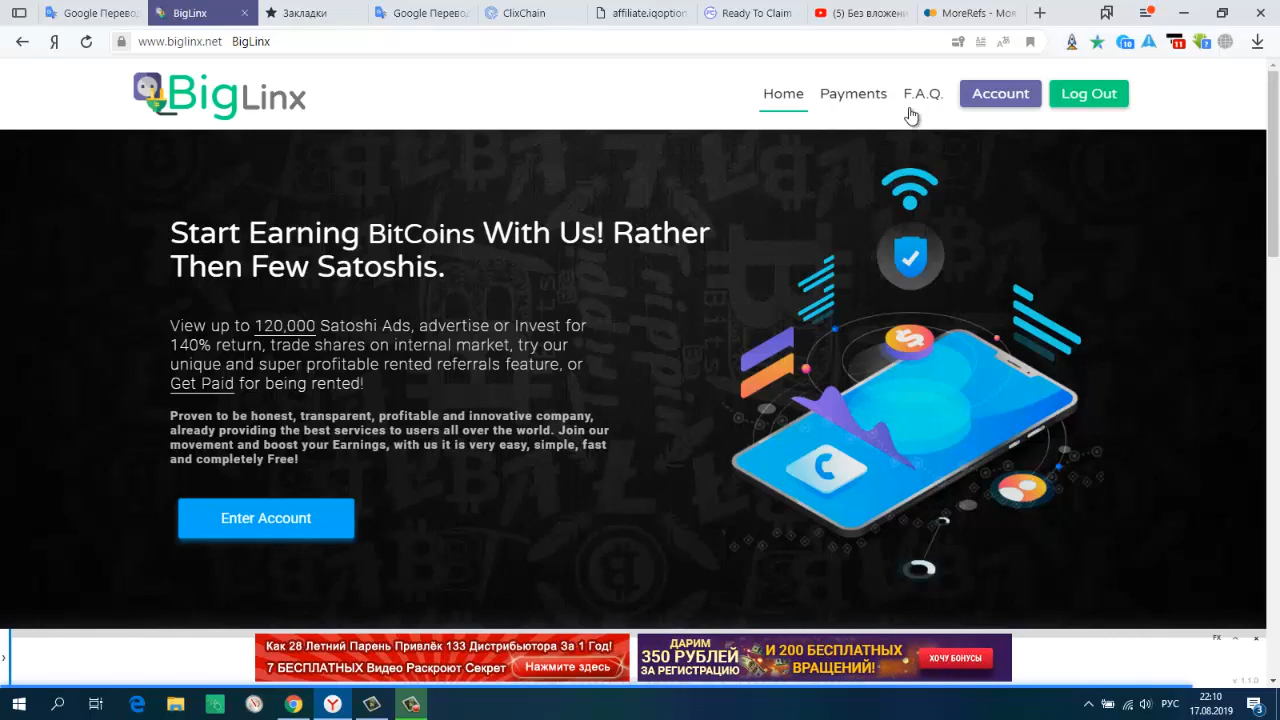 Google Перевод
BigLinx
Закладки
Google Перевод
ClixChain
affiliate.iqoption
Ready To Claim
(5) Без вложени
MoreRefs - Мо
www.biglinx.net BigLinx
10
11
7
BigLinx
Home
Payments
F.A.Q.
Account
Log Out
Start Earning BitCoins With Us! Rather
Then Few Satoshis.
View up to 120,000 Satoshi Ads, advertise or Invest for
140% return, trade shares on internal market, try our
unique and super profitable rented referrals feature, or
Get Paid for being rented!
Proven to be honest, transparent, profitable and innovative company,
already providing the best services to users all over the world. Join our
movement and boost your Earnings, with us it is very easy, simple, fast
and completely Free!
Enter Account
Как 28 Летний Парень Привлёк 133 Дистрибьютора За 1 Год!
7 БЕСПЛАТНЫХ Видео Раскроют Секрет
Нажмите здесь
ДАРИМ
350 РУБЛЕЙ
ЗА РЕГИСТРАЦИЮ
И 200 БЕСПЛАТНЫХ
ВРАЩЕНИЙ!
ХОЧУ БОНУСЫ
v. 1.1.0
РУС
22:10
17.08.2019
3